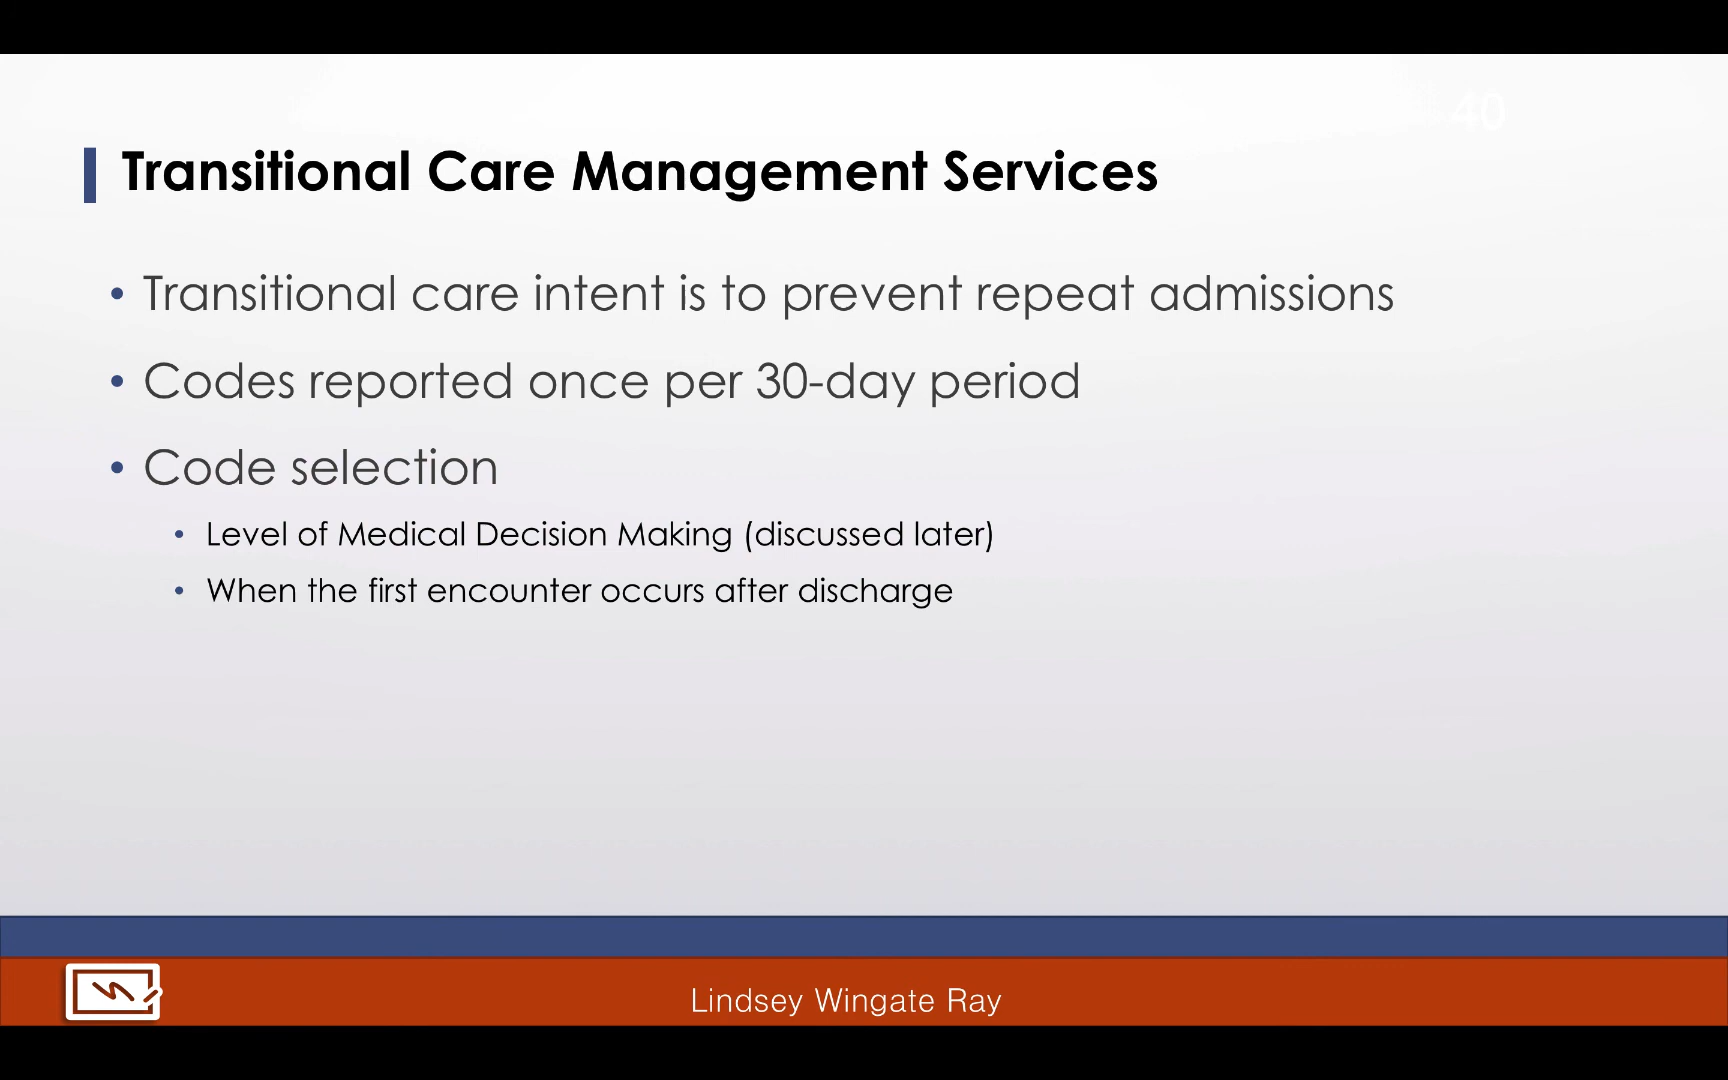 40
Transitional Care Management Services
• Transitional care intent is to prevent repeat admissions
• Codes reported once per 30-day period
• Code selection
• Level of Medical Decision Making (discussed later)
• When the first encounter occurs after discharge
Lindsey Wingate Ray